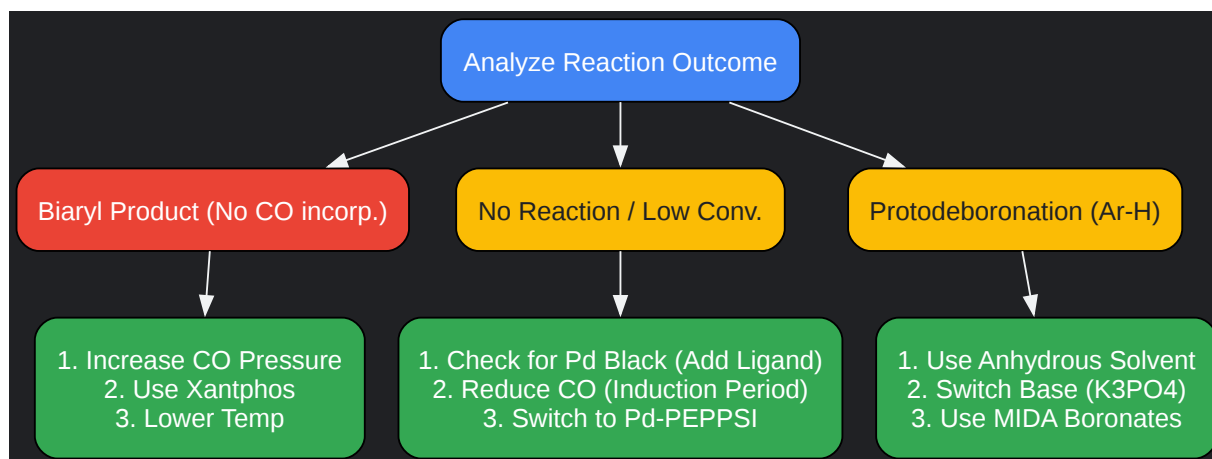 Analyze Reaction Outcome
Biaryl Product (No CO incorp.)
No Reaction / Low Conv.
Protodeboronation (Ar-H)
1. Increase CO Pressure
2. Use Xantphos
3. Lower Temp
1. Check for Pd Black (Add Ligand)
2. Reduce CO (Induction Period)
3. Switch to Pd-PEPPSI
1. Use Anhydrous Solvent
2. Switch Base (K3PO4)
3. Use MIDA Boronates